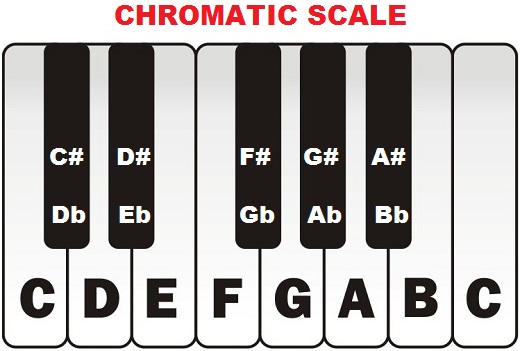 CHROMATIC SCALE
C# D# F# G# A#
Db Eb Gb Ab Bb
C D E F G A B C